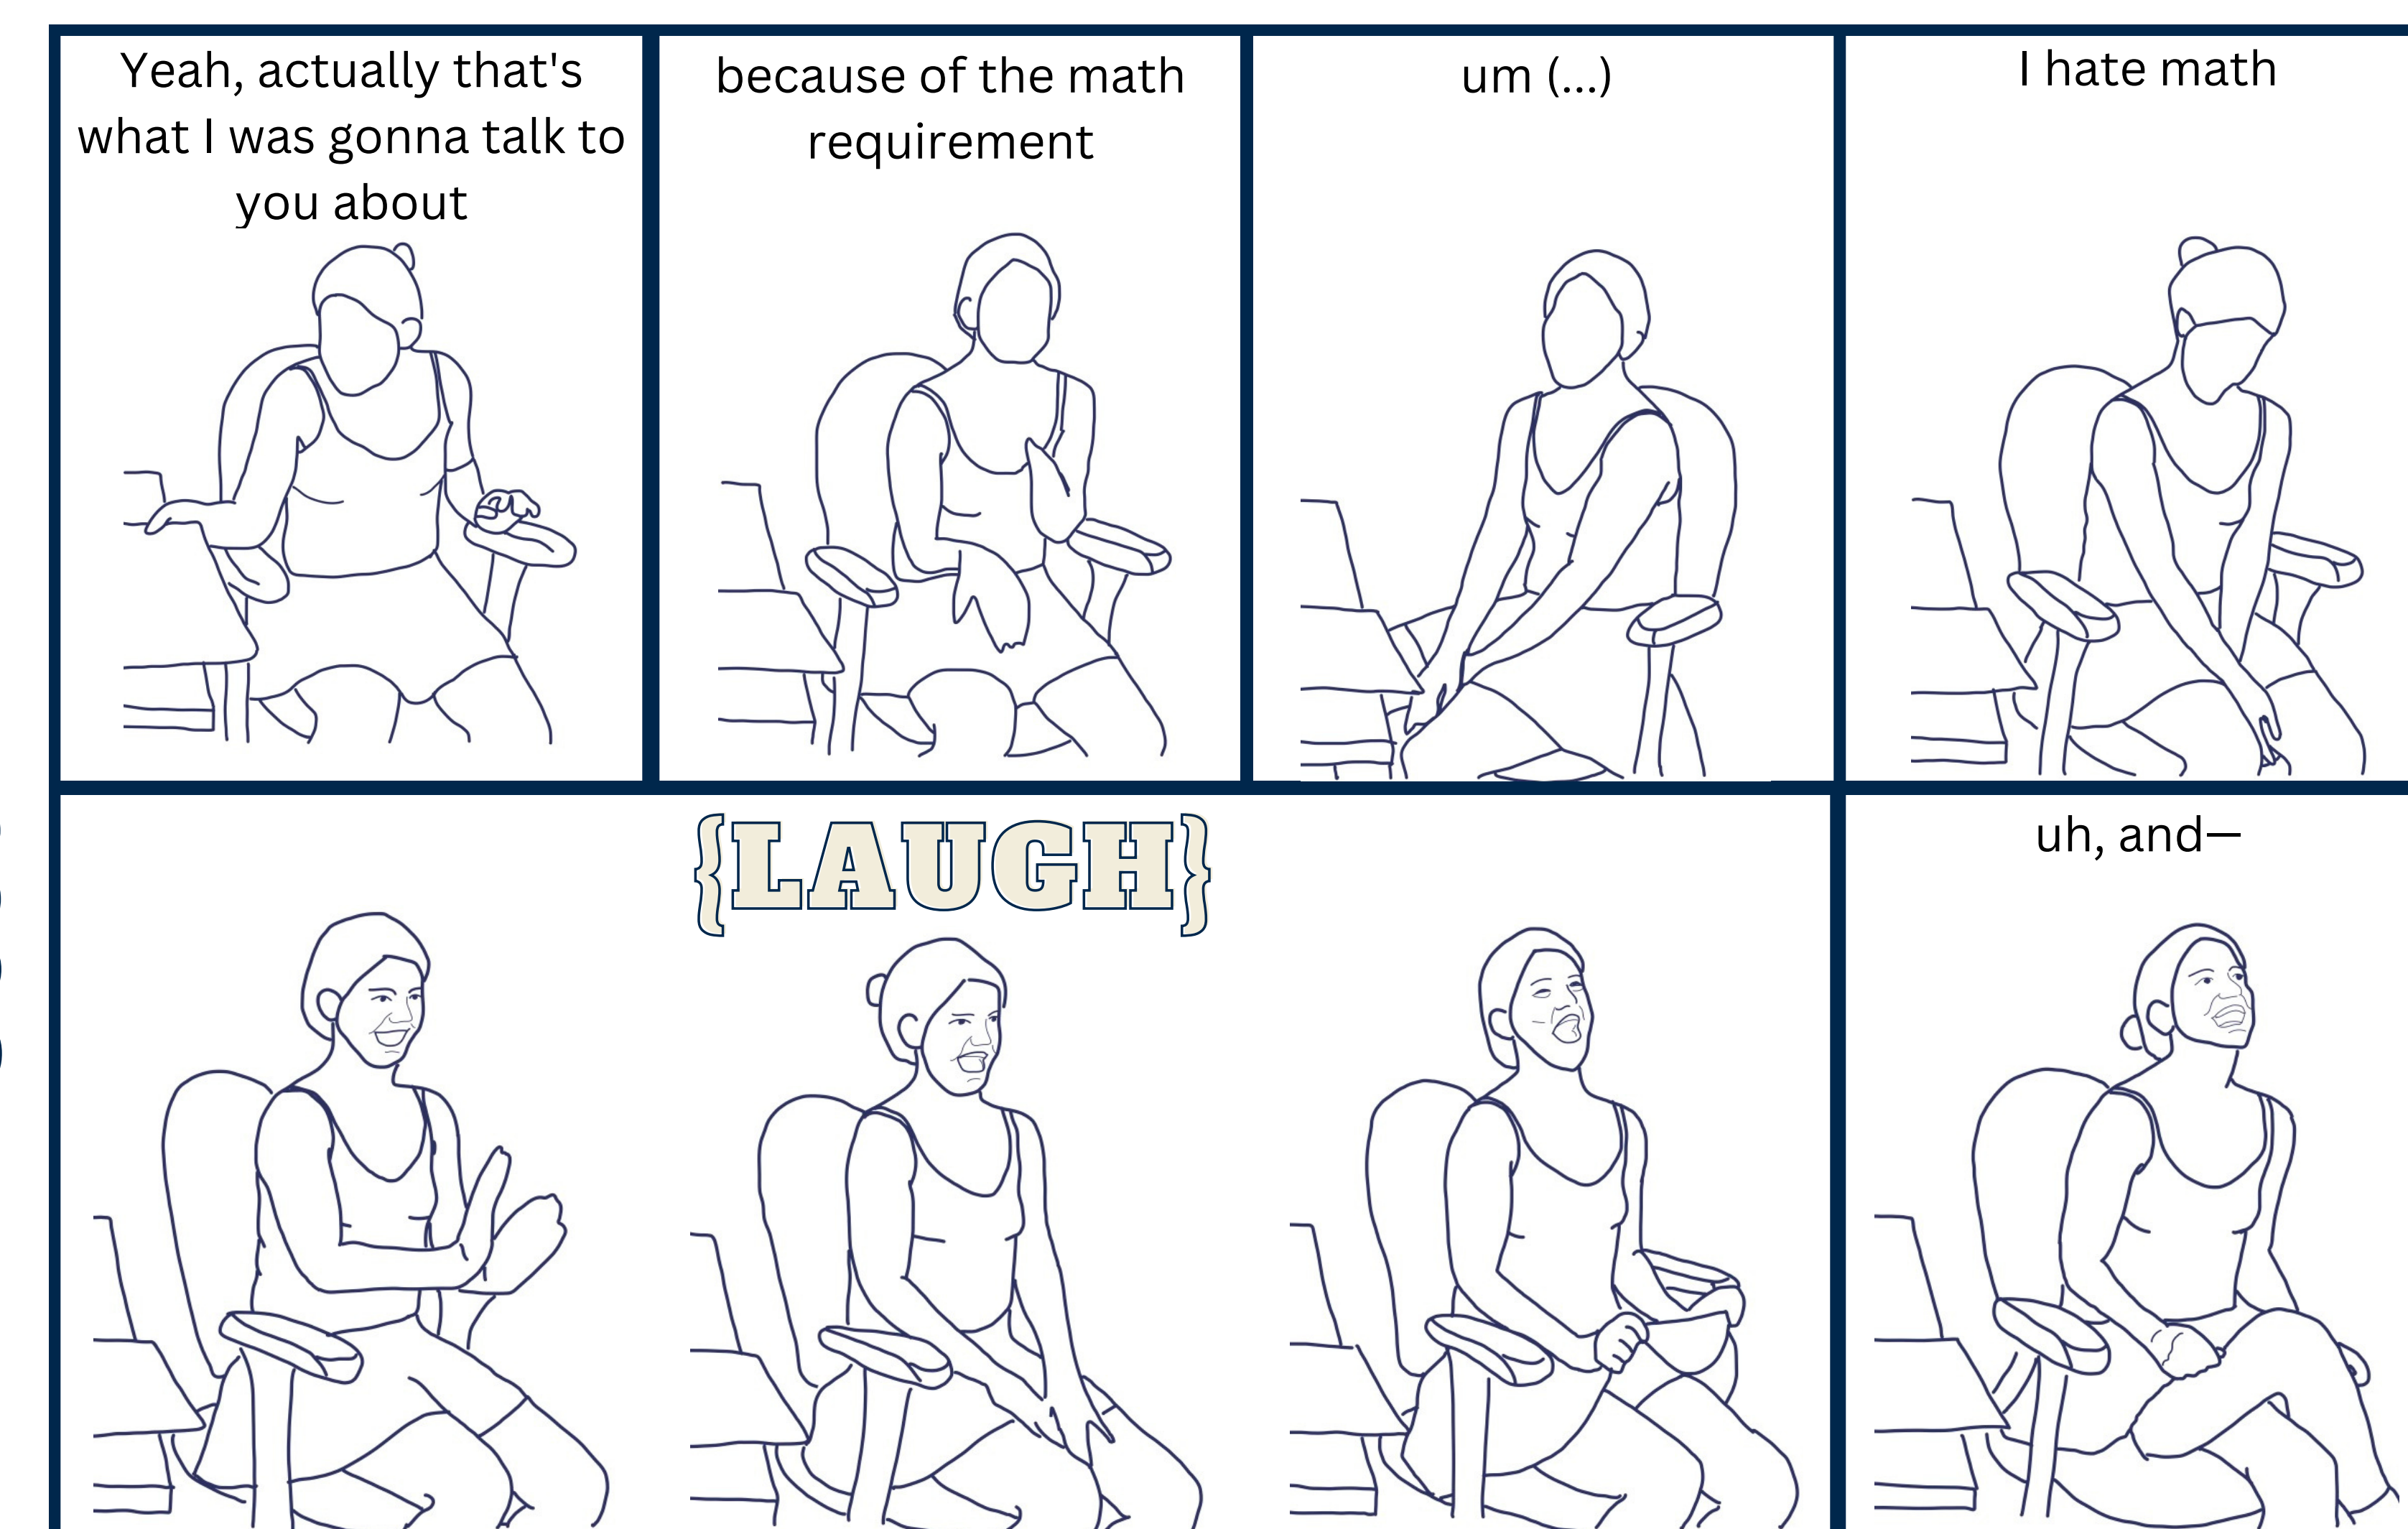 Yeah, actually that's
what I was gonna talk to
you about
because of the math
requirement
um (...)
I hate math
{LAUGH}
uh, and—